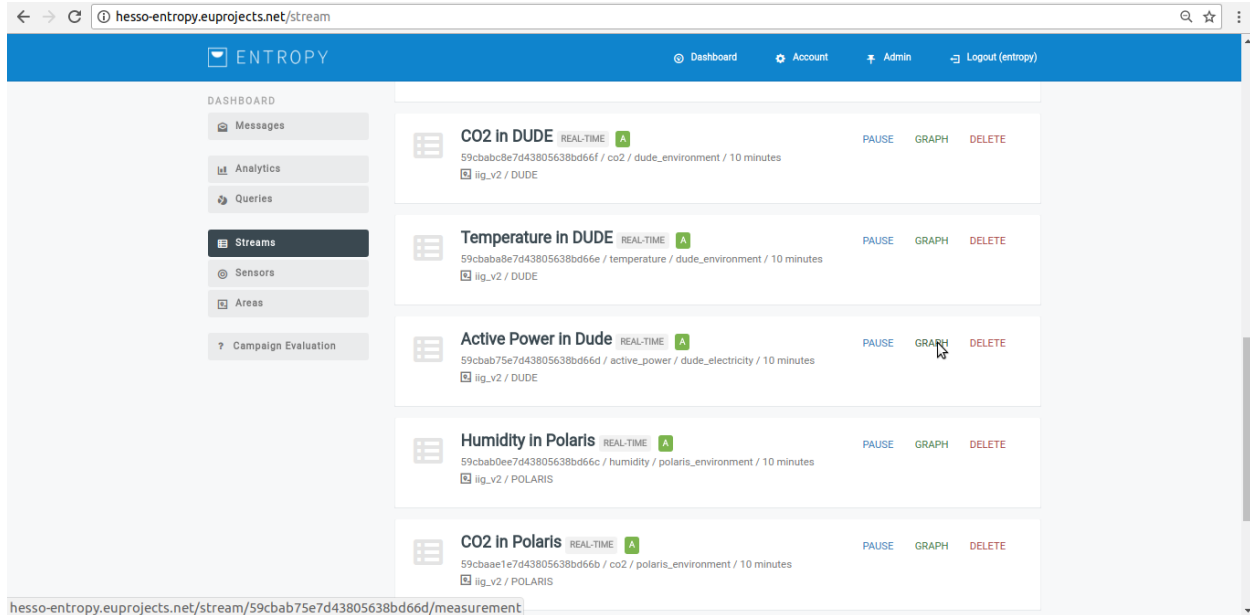 hesso-entropy.euprojects.net/stream
ENTROPY
Dashboard
Account
Admin
Logout (entropy)
DASHBOARD
Messages
Analytics
Queries
Streams
Sensors
Areas
? Campaign Evaluation
CO2 in DUDE REAL-TIME A
PAUSE GRAPH DELETE
59cbabc8e7d43805638bd66f / co2 / dude_environment / 10 minutes
iig_v2 / DUDE
Temperature in DUDE REAL-TIME A
PAUSE GRAPH DELETE
59cbaba8e7d43805638bd66e / temperature / dude_environment / 10 minutes
iig_v2 / DUDE
Active Power in Dude REAL-TIME A
PAUSE GRAPH DELETE
59cbab75e7d43805638bd66d / active_power / dude_electricity / 10 minutes
iig_v2 / DUDE
Humidity in Polaris REAL-TIME A
PAUSE GRAPH DELETE
59cbab0ee7d43805638bd66c / humidity / polaris_environment / 10 minutes
iig_v2 / POLARIS
CO2 in Polaris REAL-TIME A
PAUSE GRAPH DELETE
59cbaae1e7d43805638bd66b / co2 / polaris_environment / 10 minutes
iig_v2 / POLARIS
hesso-entropy.euprojects.net/stream/59cbab75e7d43805638bd66d/measurement